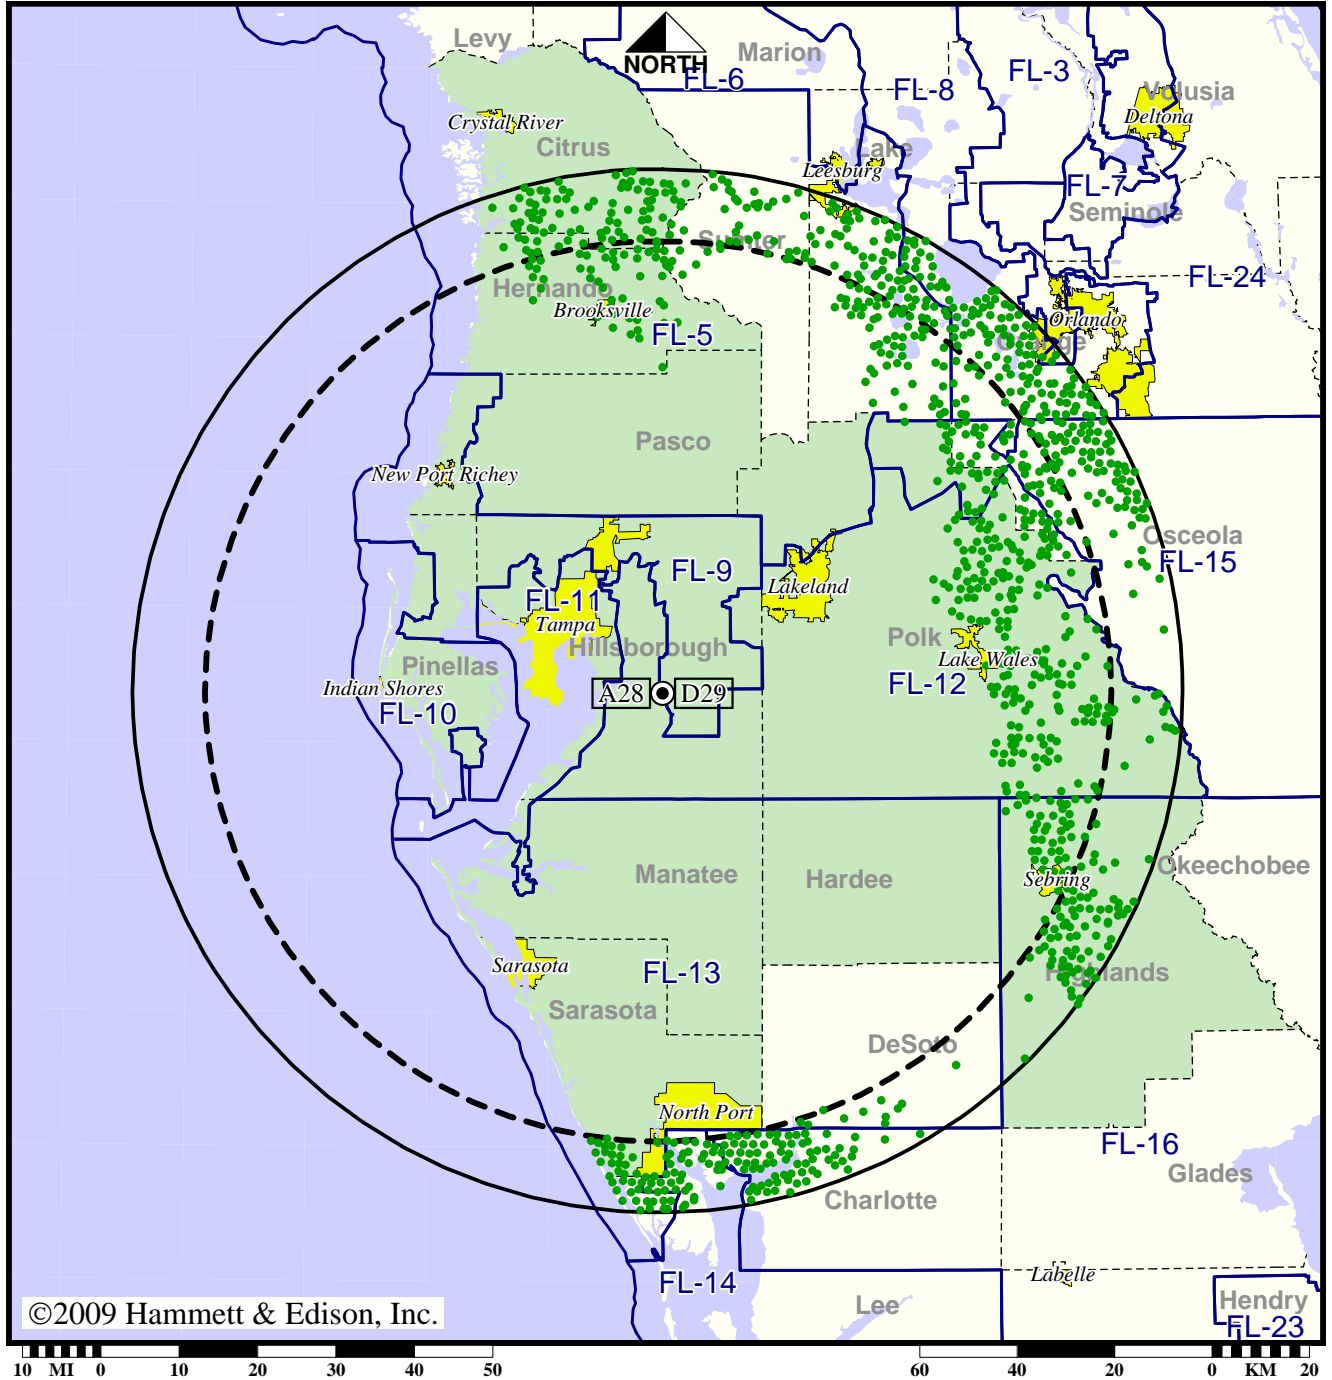 Levy
Marion
NORTH
FL-6
FL-8
FL-3
Volusia
Deltona
Crystal River
Citrus
Lake
Leesburg
FL-7
Seminole
Sumter
FL-24
Hernando
Brooksville
FL-5
Orlando
Orange
Pasco
New Port Richey
Osceola
FL-15
FL-9
Lakeland
FL-11
Tampa
Hillsborough
Polk
Pinellas
Lake Wales
Indian Shores
FL-12
A28
D29
FL-10
Manatee
Hardee
Okeechobee
Sebring
Sarasota
FL-13
Highlands
Sarasota
DeSoto
North Port
FL-16
Glades
Charlotte
FL-14
Labelle
Lee
Hendry
©2009 Hammett & Edison, Inc.
FL-23
10 MI 0 10 20 30 40 50
60 40 20 0 KM 20